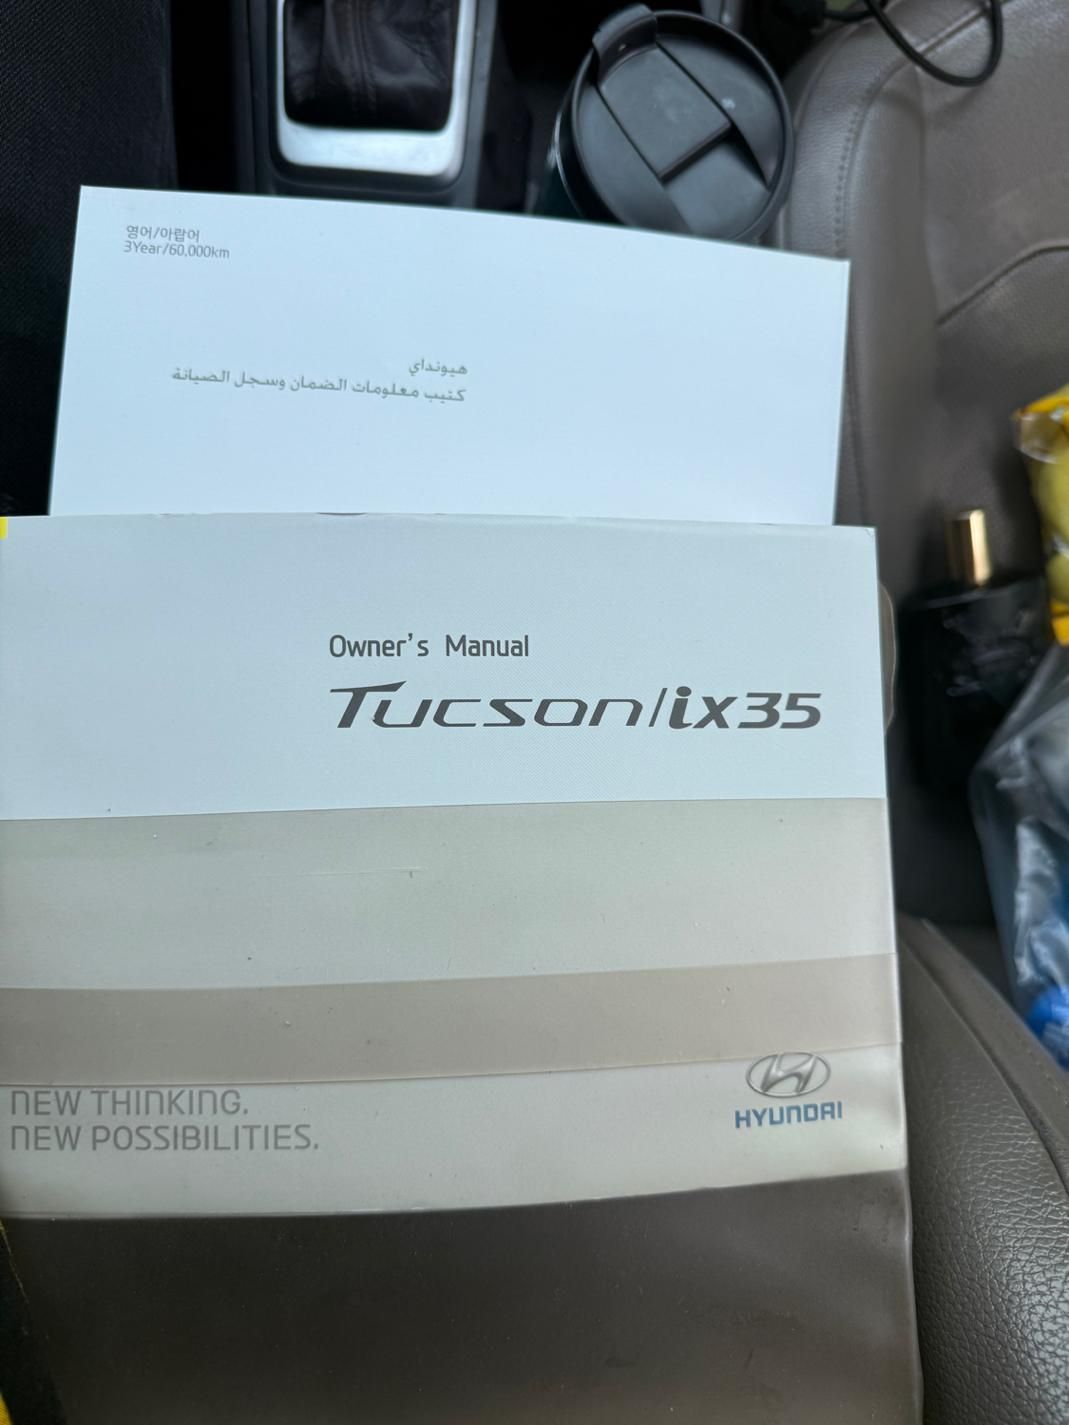 영어/아랍어
3Year/60,000km
هيونداي
كتيب معلومات الضمان وسجل الصيانة
Owner's Manual
Tucson/ix35
NEW THINKING.
NEW POSSIBILITIES.
HYUNDAI